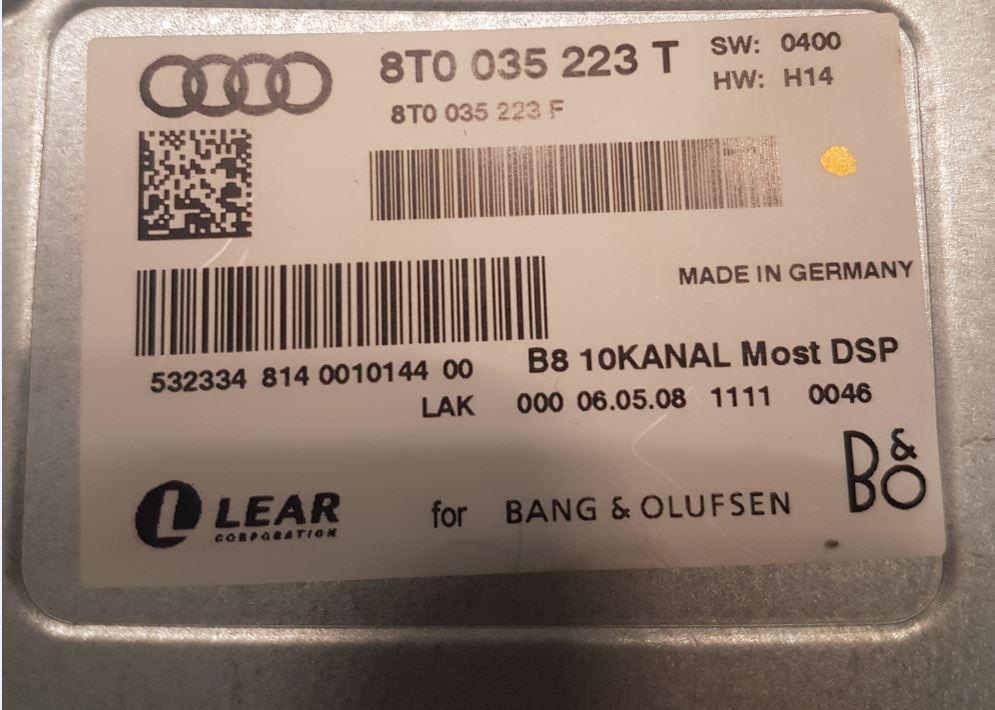 8T0 035 223 T
SW: 0400
HW: H14
8T0 035 223 F
MADE IN GERMANY
532334 814 0010144 00
B8 10KANAL Most DSP
LAK 000 06.05.08 1111 0046
LEAR
CORPORATION
for BANG & OLUFSEN
B&O